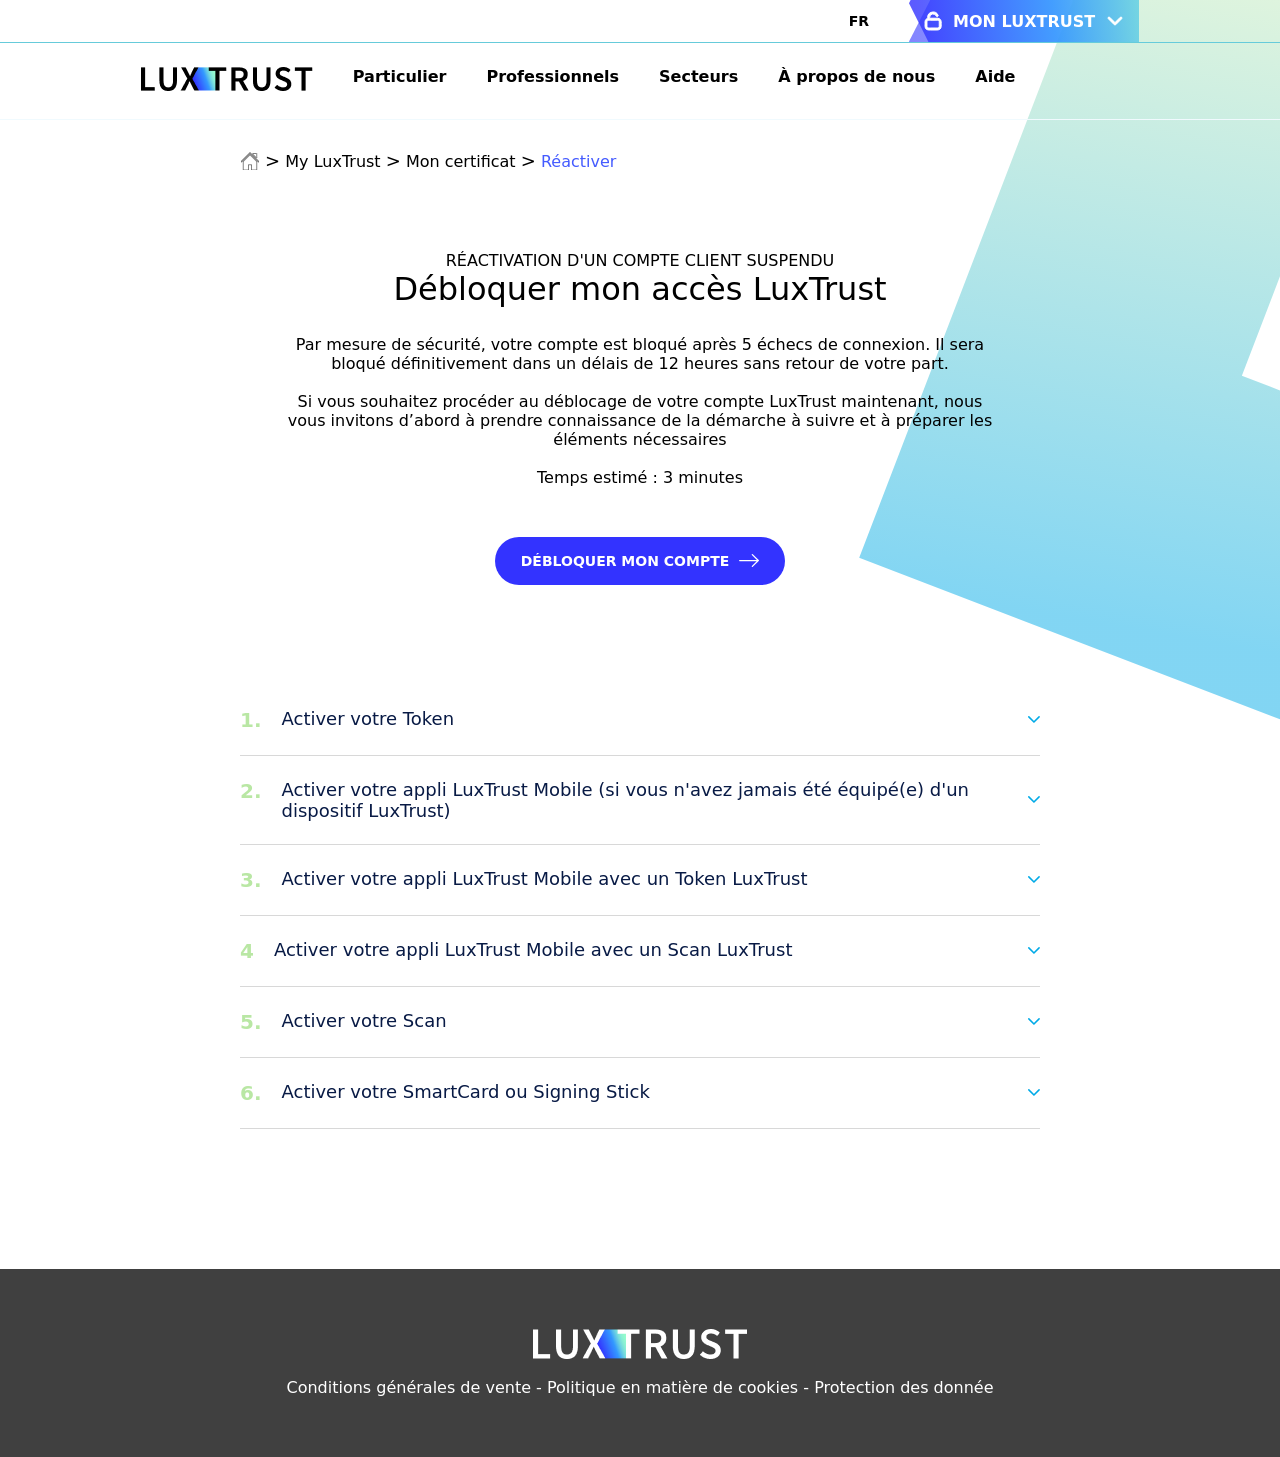 FR
MON LUXTRUST
LUXTRUST
Particulier
Professionnels
Secteurs
À propos de nous
Aide
> My LuxTrust > Mon certificat > Réactiver
RÉACTIVATION D'UN COMPTE CLIENT SUSPENDU
Débloquer mon accès LuxTrust
Par mesure de sécurité, votre compte est bloqué après 5 échecs de connexion. Il sera
bloqué définitivement dans un délais de 12 heures sans retour de votre part.
Si vous souhaitez procéder au déblocage de votre compte LuxTrust maintenant, nous
vous invitons d’abord à prendre connaissance de la démarche à suivre et à préparer les
éléments nécessaires
Temps estimé : 3 minutes
DÉBLOQUER MON COMPTE
1. Activer votre Token
2. Activer votre appli LuxTrust Mobile (si vous n'avez jamais été équipé(e) d'un
dispositif LuxTrust)
3. Activer votre appli LuxTrust Mobile avec un Token LuxTrust
4 Activer votre appli LuxTrust Mobile avec un Scan LuxTrust
5. Activer votre Scan
6. Activer votre SmartCard ou Signing Stick
LUXTRUST
Conditions générales de vente - Politique en matière de cookies - Protection des donnée